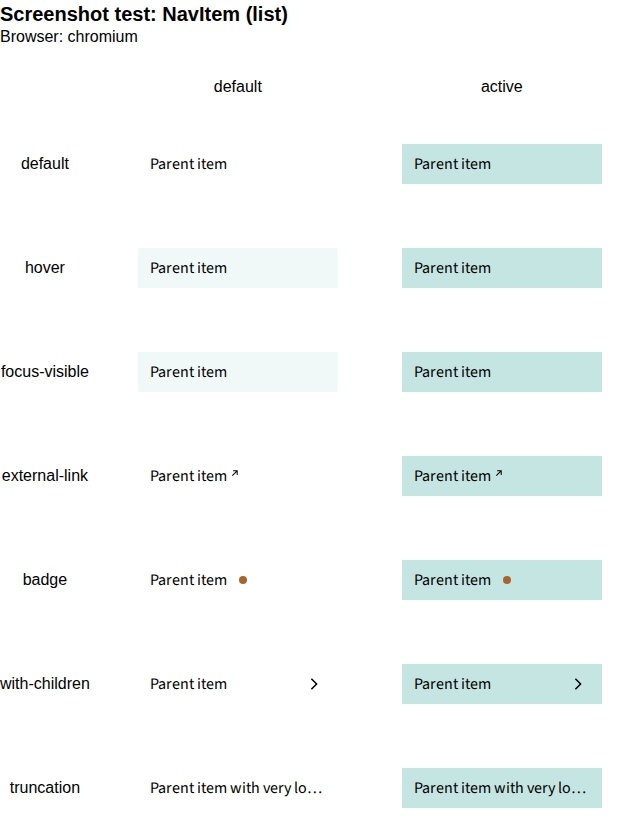 Screenshot test: NavItem (list)
Browser: chromium
default active
default Parent item Parent item
hover Parent item Parent item
focus-visible Parent item Parent item
external-link Parent item Parent item
badge Parent item Parent item
with-children Parent item Parent item
truncation Parent item with very lo… Parent item with very lo…